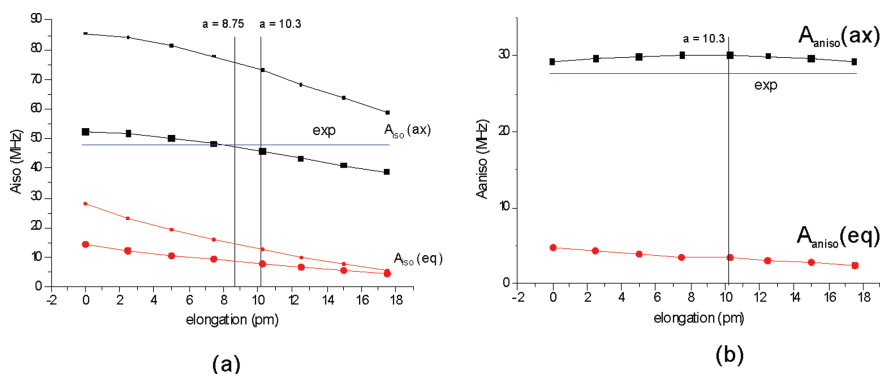 a = 8.75
a = 10.3
exp
Aiso (ax)
Aiso (eq)
Aiso (MHz)
90
80
70
60
50
40
30
20
10
0
-2 0 2 4 6 8 10 12 14 16 18
elongation (pm)
(a)
a = 10.3
Aaniso(ax)
exp
Aaniso(eq)
Aaniso (MHz)
30
20
10
0
-2 0 2 4 6 8 10 12 14 16 18
elongation (pm)
(b)